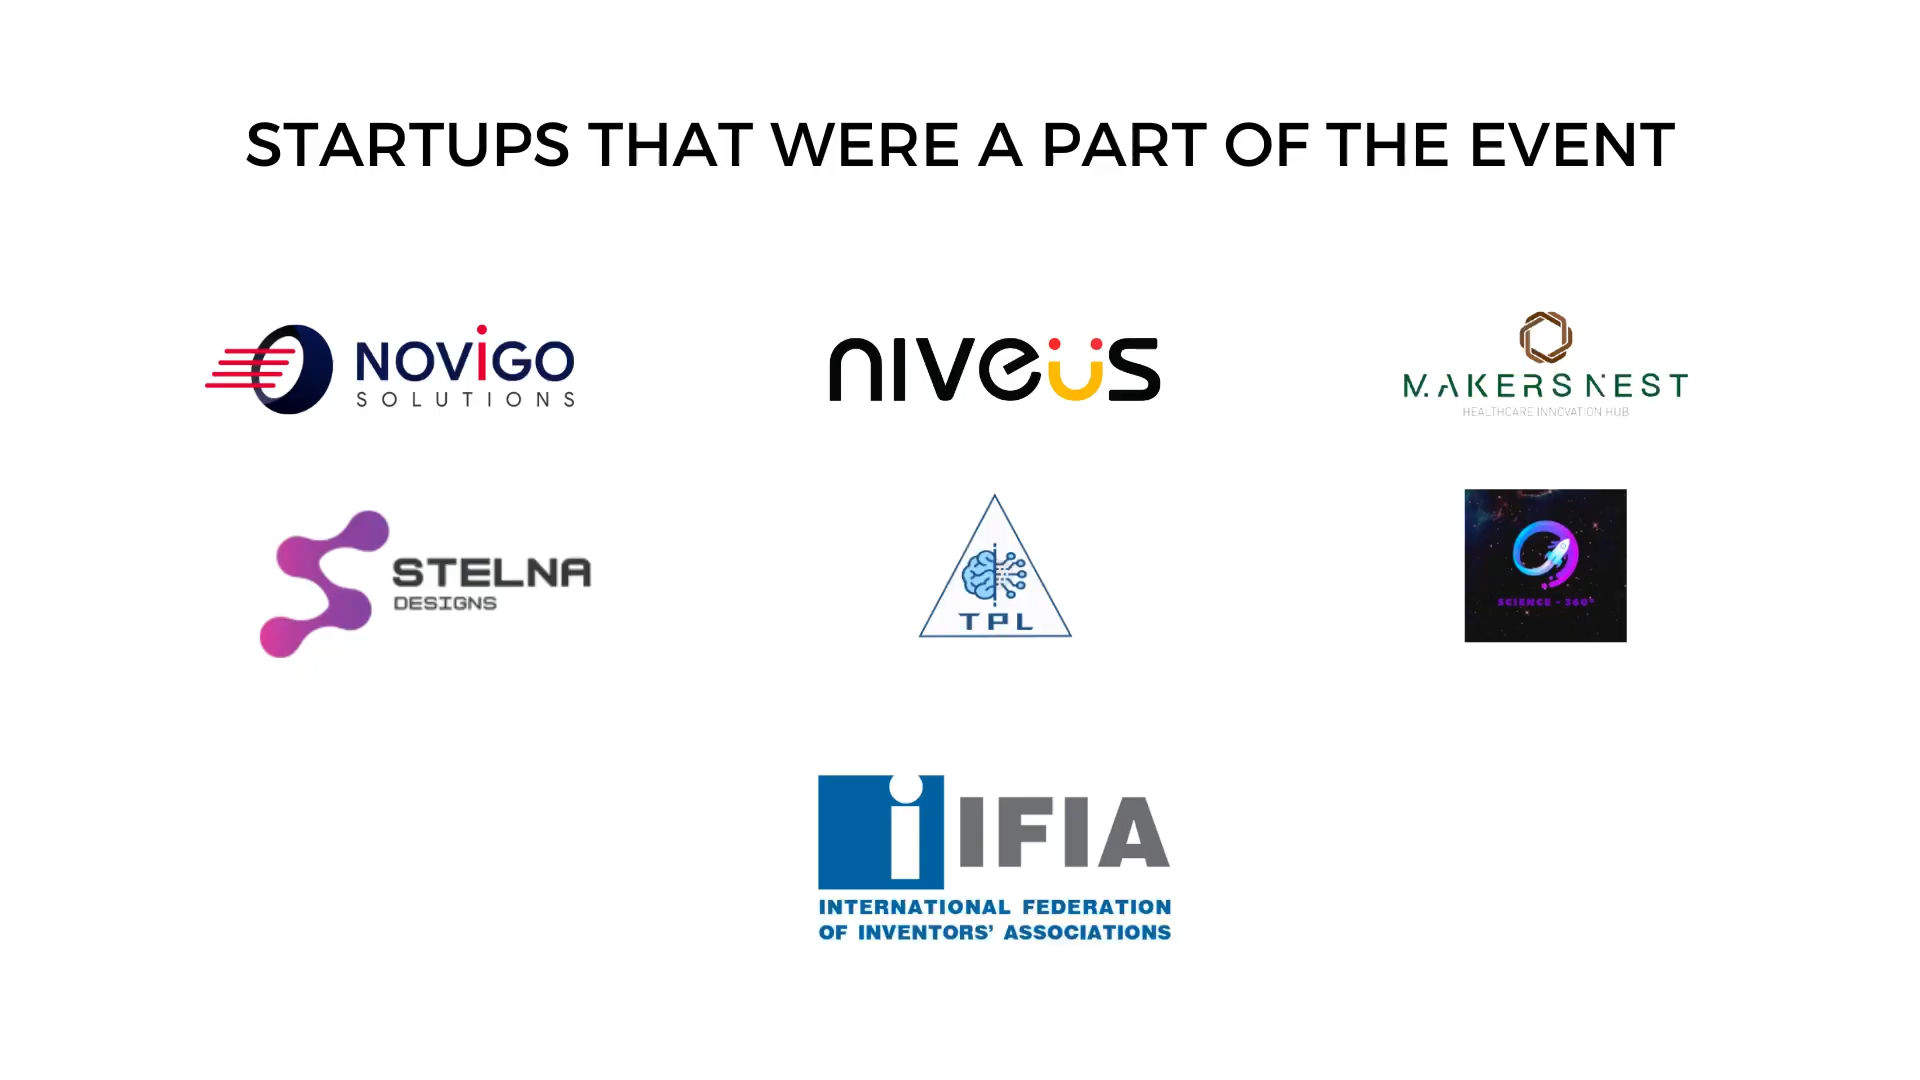 STARTUPS THAT WERE A PART OF THE EVENT
NOViGO
SOLUTIONS
niveüs
MAKERS NEST
HEALTHCARE INNOVATION HUB
STELNA
DESIGNS
TPL
SCIENCE - 360°
i IFIA
INTERNATIONAL FEDERATION
OF INVENTORS’ ASSOCIATIONS